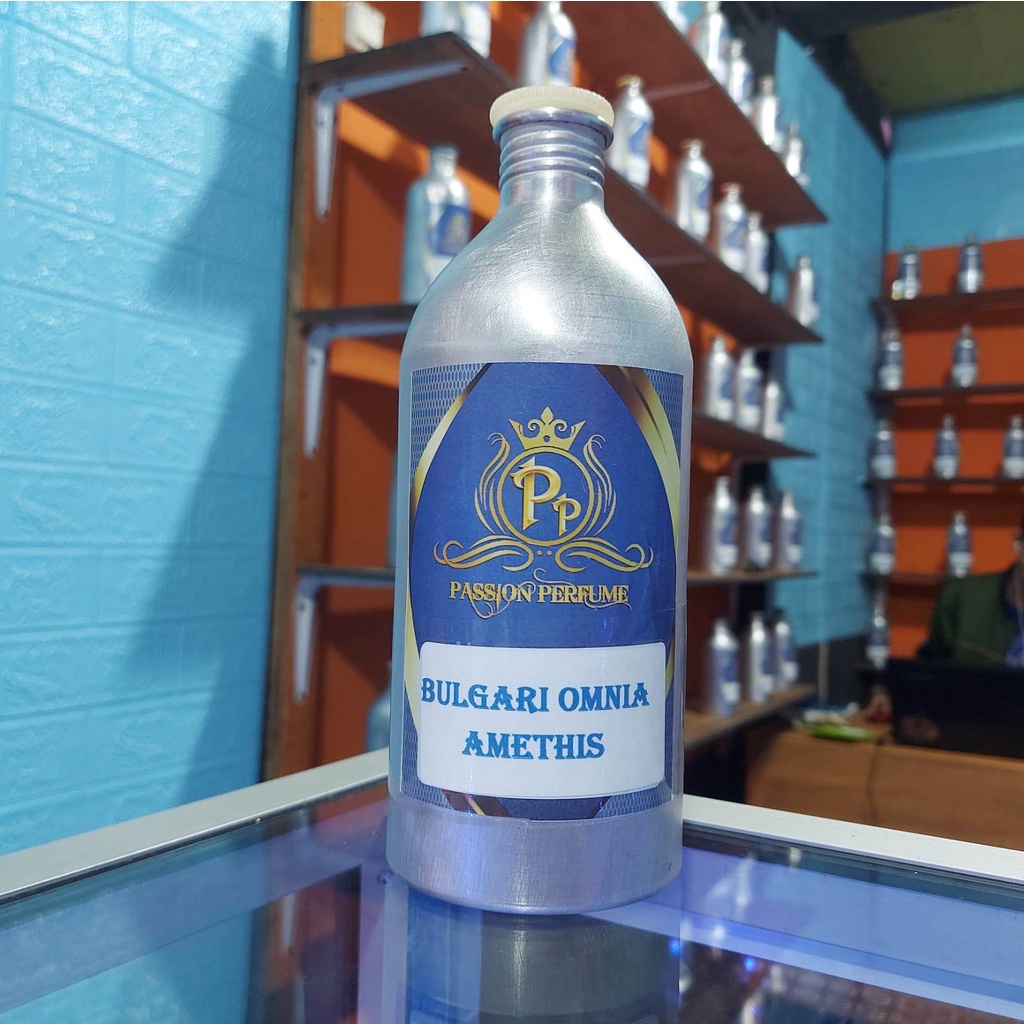 PP
PASSION PERFUME
BULGARI OMNIA
AMETHIS